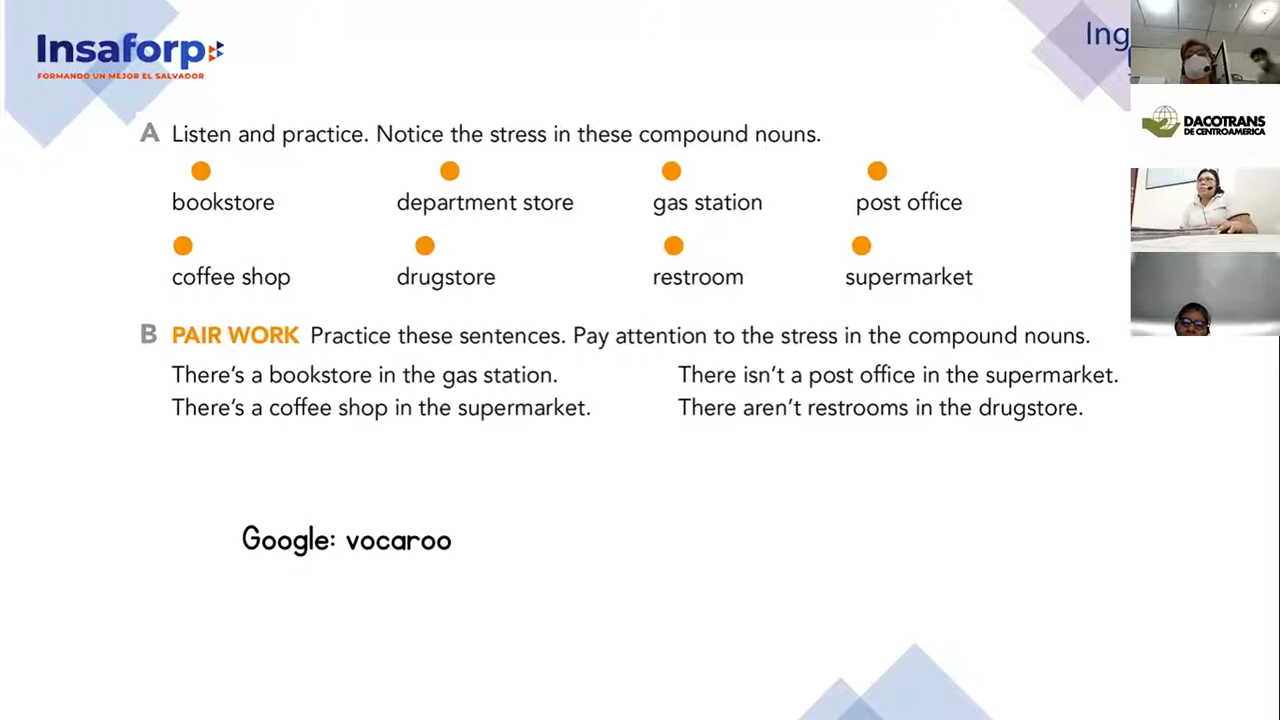 Insaforp
FORMANDO UN MEJOR EL SALVADOR
Ing
DACOTRANS
DE CENTROAMERICA
A Listen and practice. Notice the stress in these compound nouns.
bookstore department store gas station post office
coffee shop drugstore restroom supermarket
B PAIR WORK Practice these sentences. Pay attention to the stress in the compound nouns.
There's a bookstore in the gas station. There isn't a post office in the supermarket.
There's a coffee shop in the supermarket. There aren't restrooms in the drugstore.
Google: vocaroo